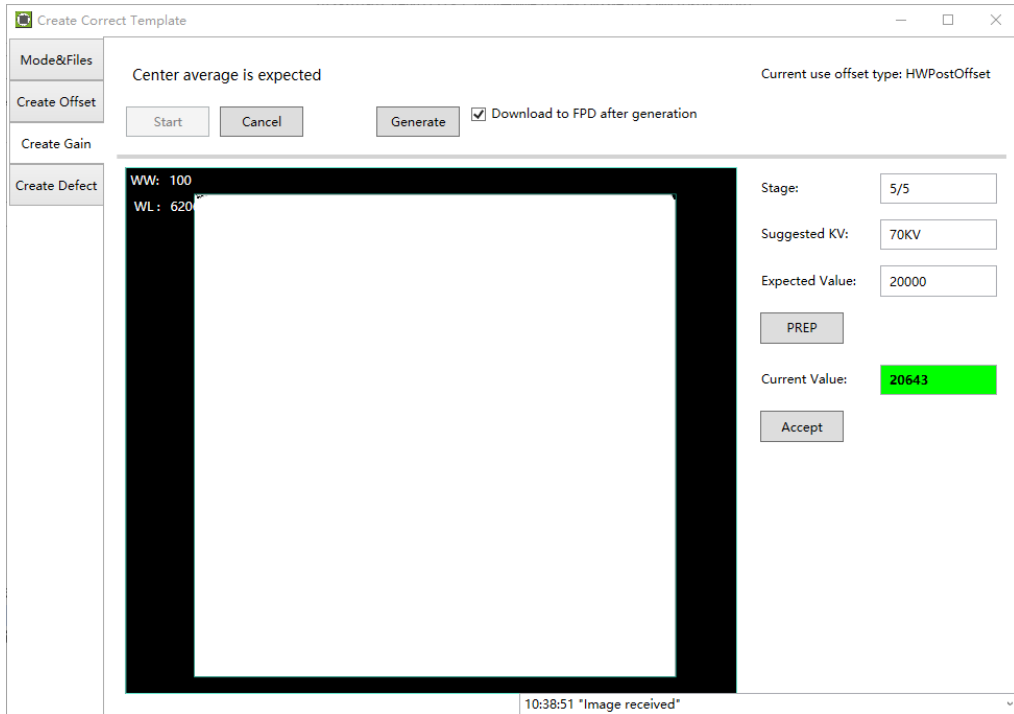 Create Correct Template
Mode&Files
Create Offset
Create Gain
Create Defect
Center average is expected
Current use offset type: HWPostOffset
Start
Cancel
Generate
Download to FPD after generation
WW: 100
WL: 620
Stage:
5/5
Suggested KV:
70KV
Expected Value:
20000
PREP
Current Value:
20643
Accept
10:38:51 "Image received"